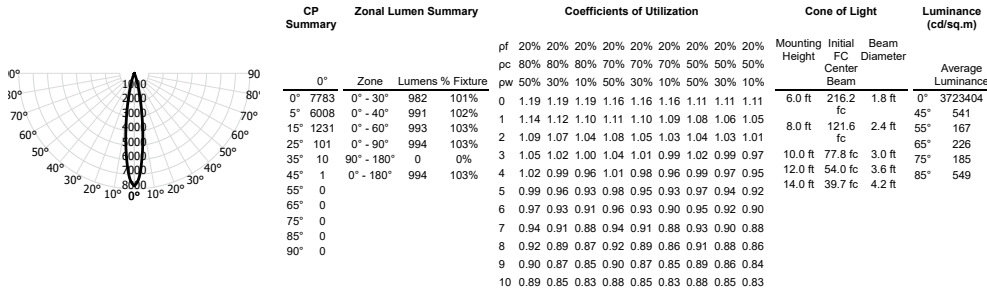 CP Summary
0°
0° 7783
5° 6008
15° 1231
25° 101
35° 10
45° 1
55° 0
65° 0
75° 0
85° 0
90° 0
Zonal Lumen Summary
Zone Lumens % Fixture
0° - 30° 982 101%
0° - 40° 991 102%
0° - 60° 993 103%
0° - 90° 994 103%
90° - 180° 0 0%
0° - 180° 994 103%
Coefficients of Utilization
ρf 20% 20% 20% 20% 20% 20% 20% 20% 20%
ρc 80% 80% 80% 70% 70% 70% 50% 50% 50%
ρw 50% 30% 10% 50% 30% 10% 50% 30% 10%
0 1.19 1.19 1.19 1.16 1.16 1.16 1.11 1.11 1.11
1 1.14 1.12 1.10 1.11 1.10 1.09 1.08 1.06 1.05
2 1.09 1.07 1.04 1.08 1.05 1.03 1.04 1.03 1.01
3 1.05 1.02 1.00 1.04 1.01 0.99 1.02 0.99 0.97
4 1.02 0.99 0.96 1.01 0.98 0.96 0.99 0.97 0.95
5 0.99 0.96 0.93 0.98 0.95 0.93 0.97 0.94 0.92
6 0.97 0.93 0.91 0.96 0.93 0.90 0.95 0.92 0.90
7 0.94 0.91 0.88 0.94 0.91 0.88 0.93 0.90 0.88
8 0.92 0.89 0.87 0.92 0.89 0.86 0.91 0.88 0.86
9 0.90 0.87 0.85 0.90 0.87 0.85 0.89 0.86 0.84
10 0.89 0.85 0.83 0.88 0.85 0.83 0.88 0.85 0.83
Cone of Light
Mounting Height Initial FC Center Beam Beam Diameter
6.0 ft 216.2 fc 1.8 ft
8.0 ft 121.6 fc 2.4 ft
10.0 ft 77.8 fc 3.0 ft
12.0 ft 54.0 fc 3.6 ft
14.0 ft 39.7 fc 4.2 ft
Luminance (cd/sq.m)
Average Luminance
0° 3723404
45° 541
55° 167
65° 226
75° 185
85° 549
90
80°
70°
60°
50°
40°
30°
20°
10°
0°
10°
20°
30°
40°
50°
60°
70°
1000
2000
3000
4000
5000
6000
7000
8000